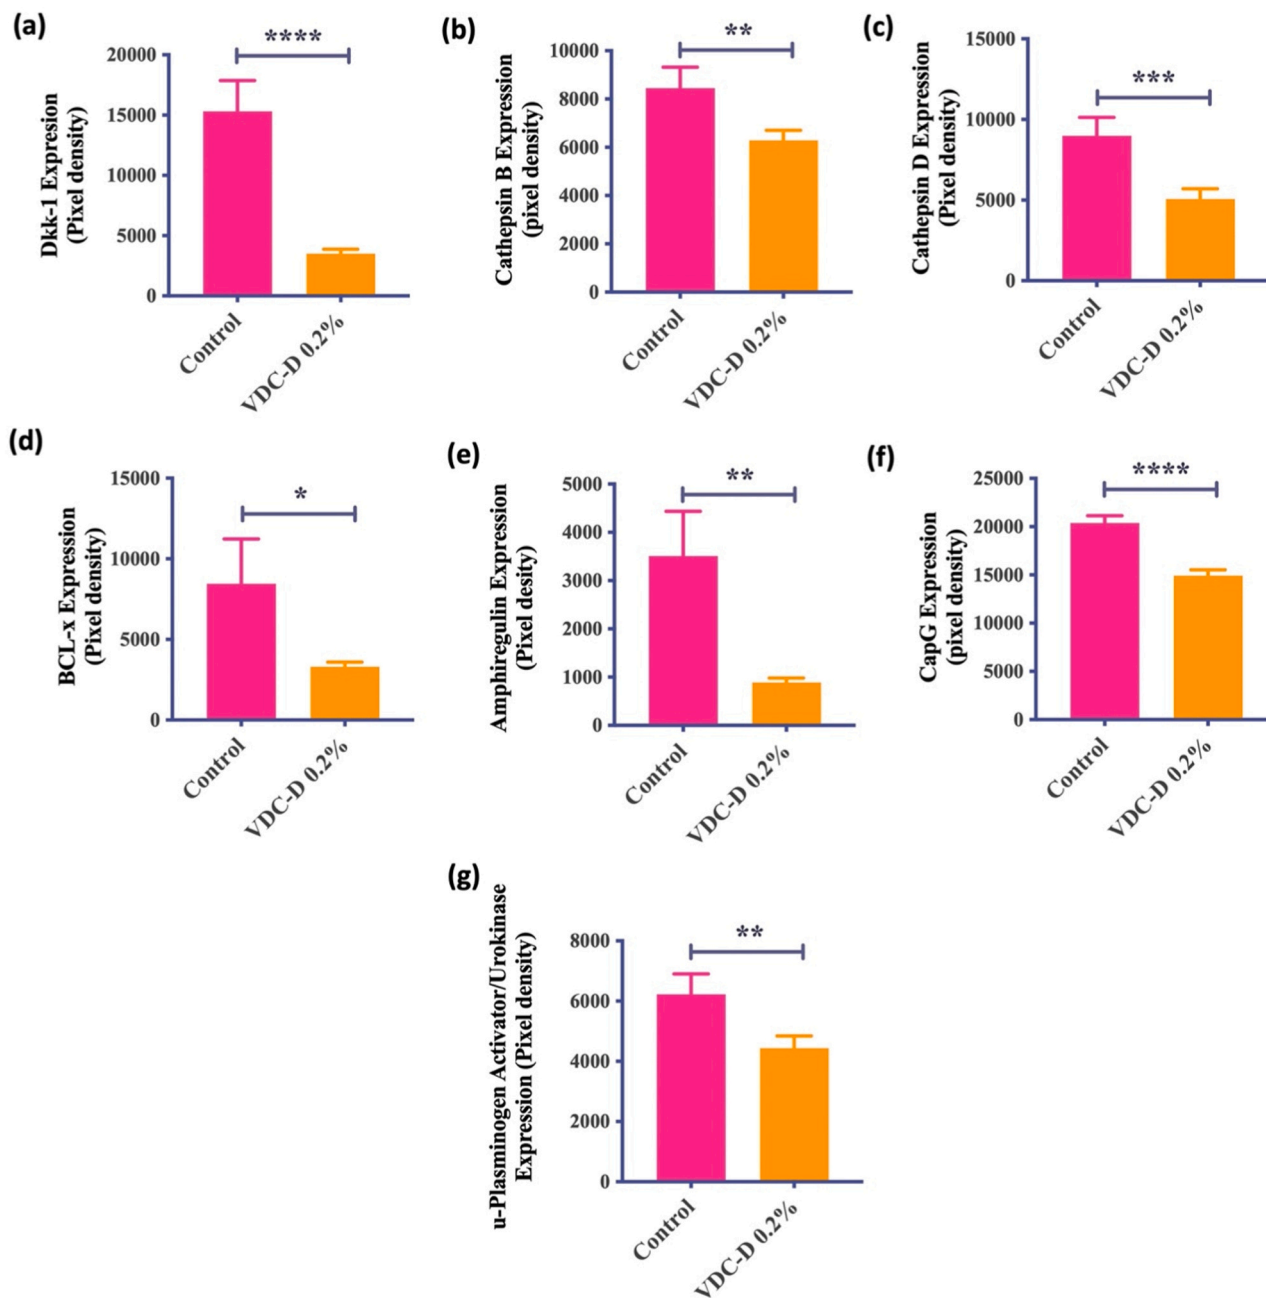 (a)
****
Dkk-1 Expression
(Pixel density)
20000
15000
10000
5000
0
Control
VDC-D 0.2%
(b)
**
Cathepsin B Expression
(pixel density)
10000
8000
6000
4000
2000
0
Control
VDC-D 0.2%
(c)
***
Cathepsin D Expression
(Pixel density)
15000
10000
5000
0
Control
VDC-D 0.2%
(d)
*
BCL-x Expression
(Pixel density)
15000
10000
5000
0
Control
VDC-D 0.2%
(e)
**
Amphiregulin Expression
(Pixel desity)
5000
4000
3000
2000
1000
0
Control
VDC-D 0.2%
(f)
****
CapG Expression
(pixel density)
25000
20000
15000
10000
5000
0
Control
VDC-D 0.2%
(g)
**
u-Plasminogen Activator/Urokinase
Expression (Pixel density)
8000
6000
4000
2000
0
Control
VDC-D 0.2%